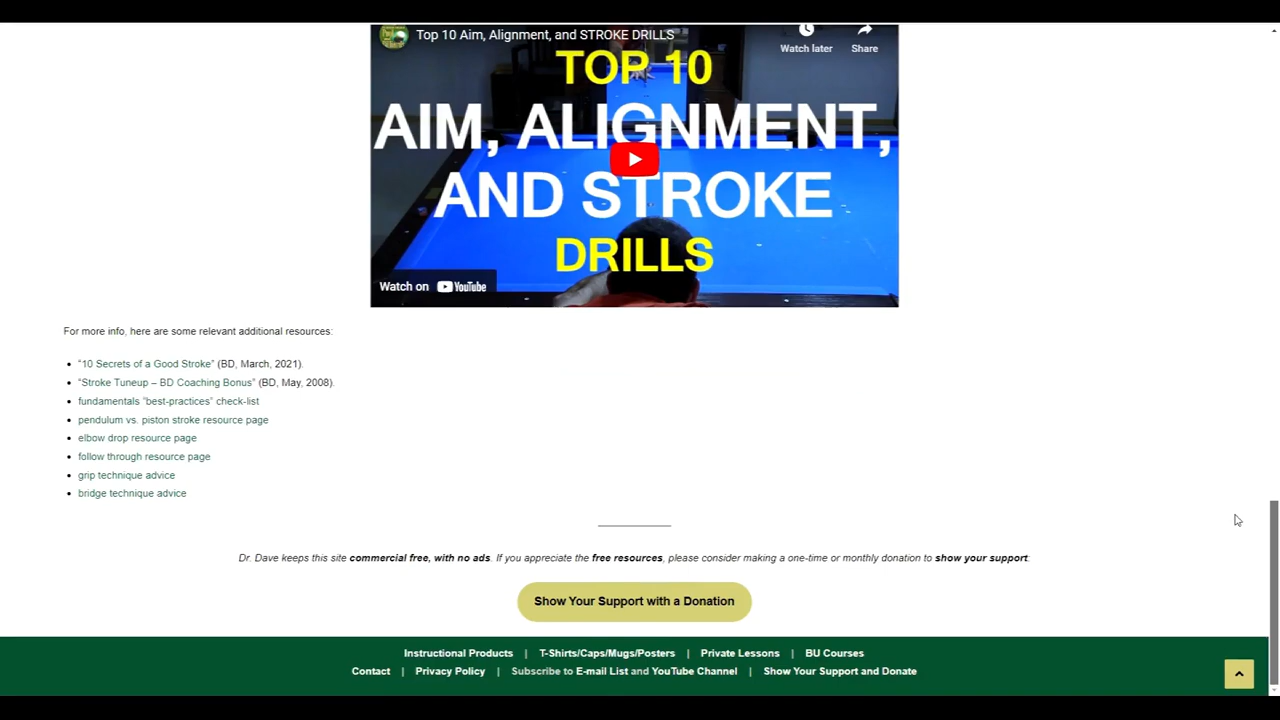 Top 10 Aim, Alignment, and STROKE DRILLS
Watch later
Share
TOP 10
AIM, ALIGNMENT,
AND STROKE
DRILLS
Watch on YouTube
For more info, here are some relevant additional resources:
"10 Secrets of a Good Stroke" (BD, March, 2021).
"Stroke Tuneup – BD Coaching Bonus" (BD, May, 2008).
fundamentals "best-practices" check-list
pendulum vs. piston stroke resource page
elbow drop resource page
follow through resource page
grip technique advice
bridge technique advice
Dr. Dave keeps this site commercial free, with no ads. If you appreciate the free resources, please consider making a one-time or monthly donation to show your support:
Show Your Support with a Donation
Instructional Products | T-Shirts/Caps/Mugs/Posters | Private Lessons | BU Courses
Contact | Privacy Policy | Subscribe to E-mail List and YouTube Channel | Show Your Support and Donate